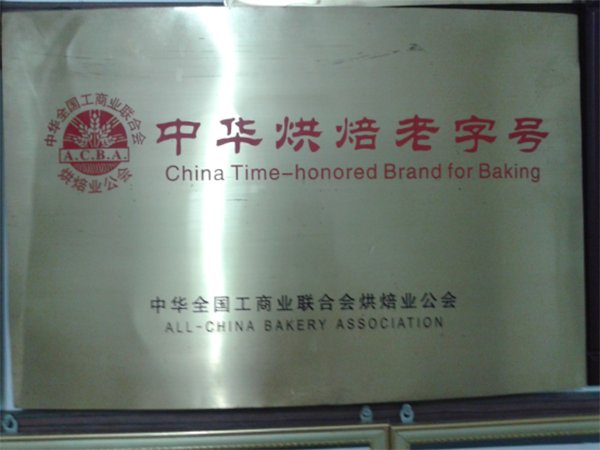 中华全国工商业联合会
A.C.B.A.
烘焙业公会
中华烘焙老字号
China Time-honored Brand for Baking
中华全国工商业联合会烘焙业公会
ALL-CHINA BAKERY ASSOCIATION